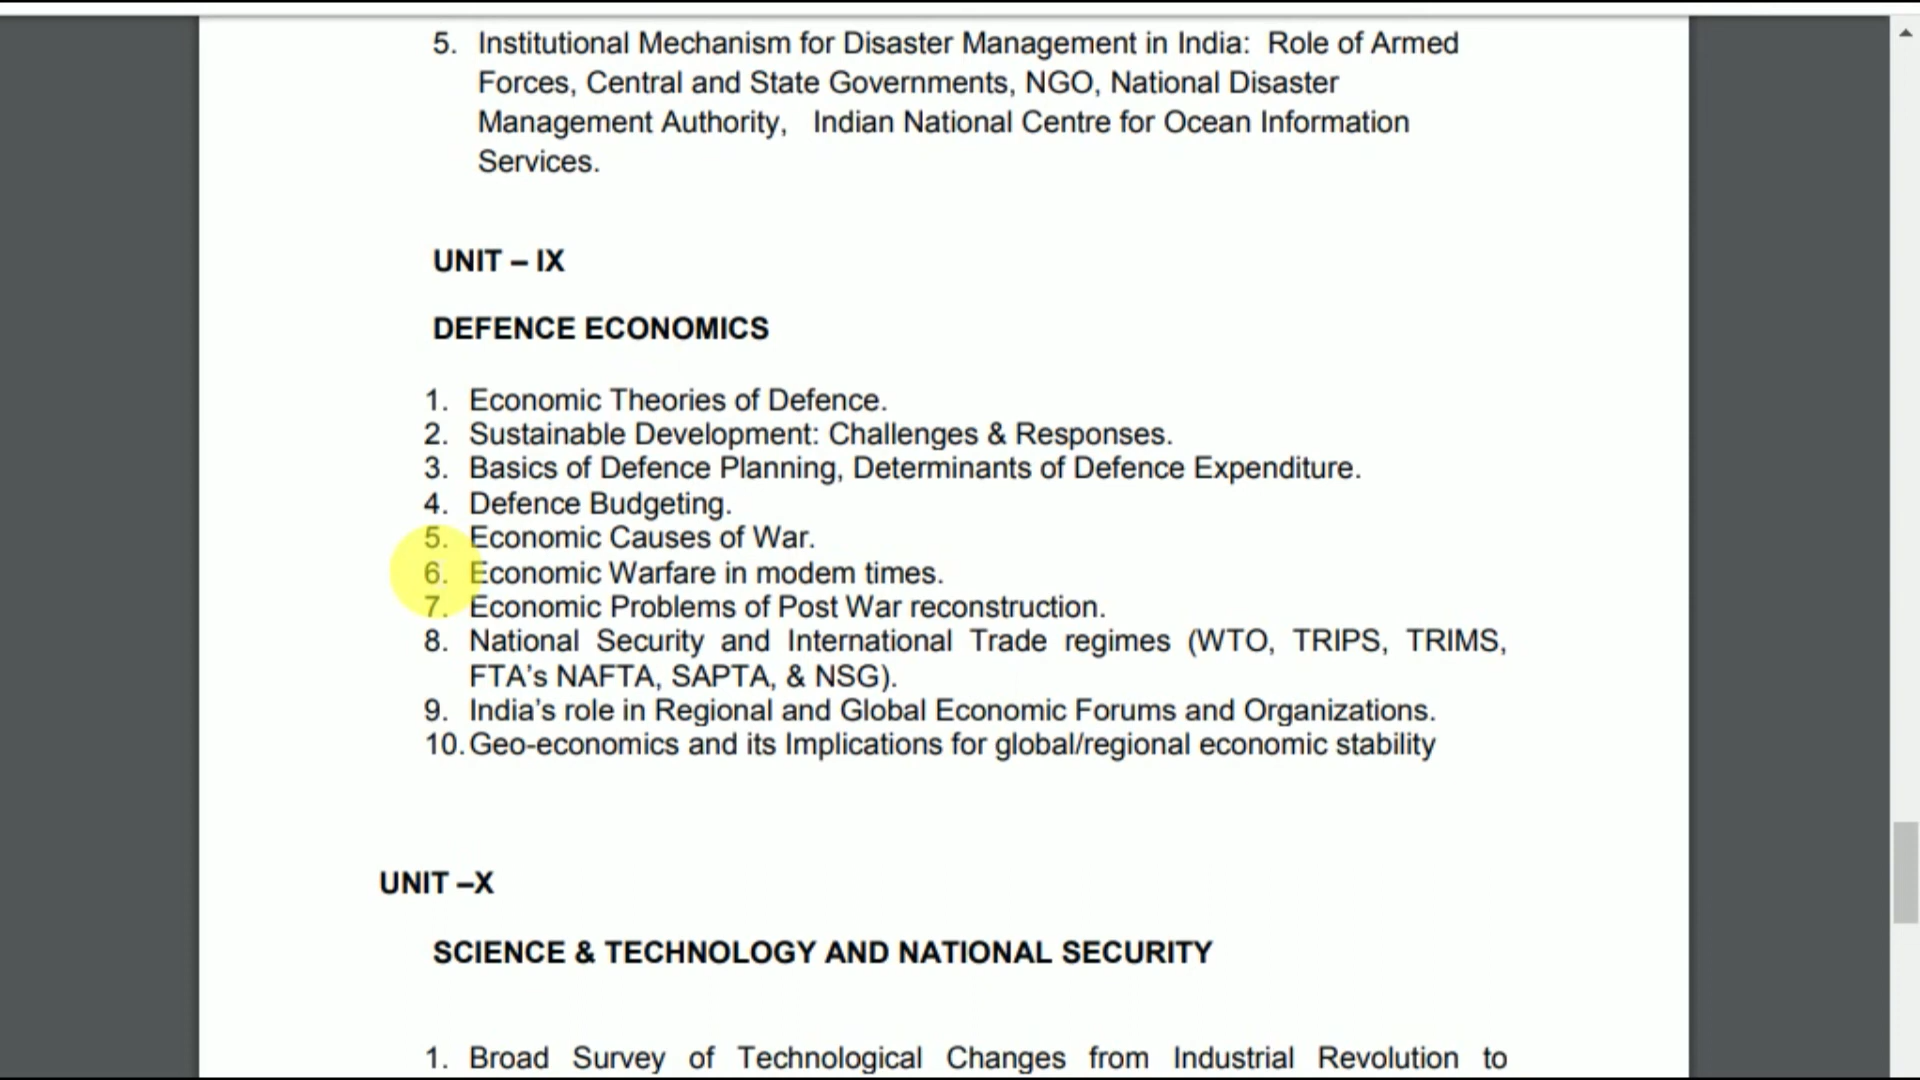 5. Institutional Mechanism for Disaster Management in India: Role of Armed
Forces, Central and State Governments, NGO, National Disaster
Management Authority, Indian National Centre for Ocean Information
Services.
UNIT – IX
DEFENCE ECONOMICS
1. Economic Theories of Defence.
2. Sustainable Development: Challenges & Responses.
3. Basics of Defence Planning, Determinants of Defence Expenditure.
4. Defence Budgeting.
5. Economic Causes of War.
6. Economic Warfare in modem times.
7. Economic Problems of Post War reconstruction.
8. National Security and International Trade regimes (WTO, TRIPS, TRIMS,
FTA's NAFTA, SAPTA, & NSG).
9. India's role in Regional and Global Economic Forums and Organizations.
10. Geo-economics and its Implications for global/regional economic stability
UNIT –X
SCIENCE & TECHNOLOGY AND NATIONAL SECURITY
1. Broad Survey of Technological Changes from Industrial Revolution to